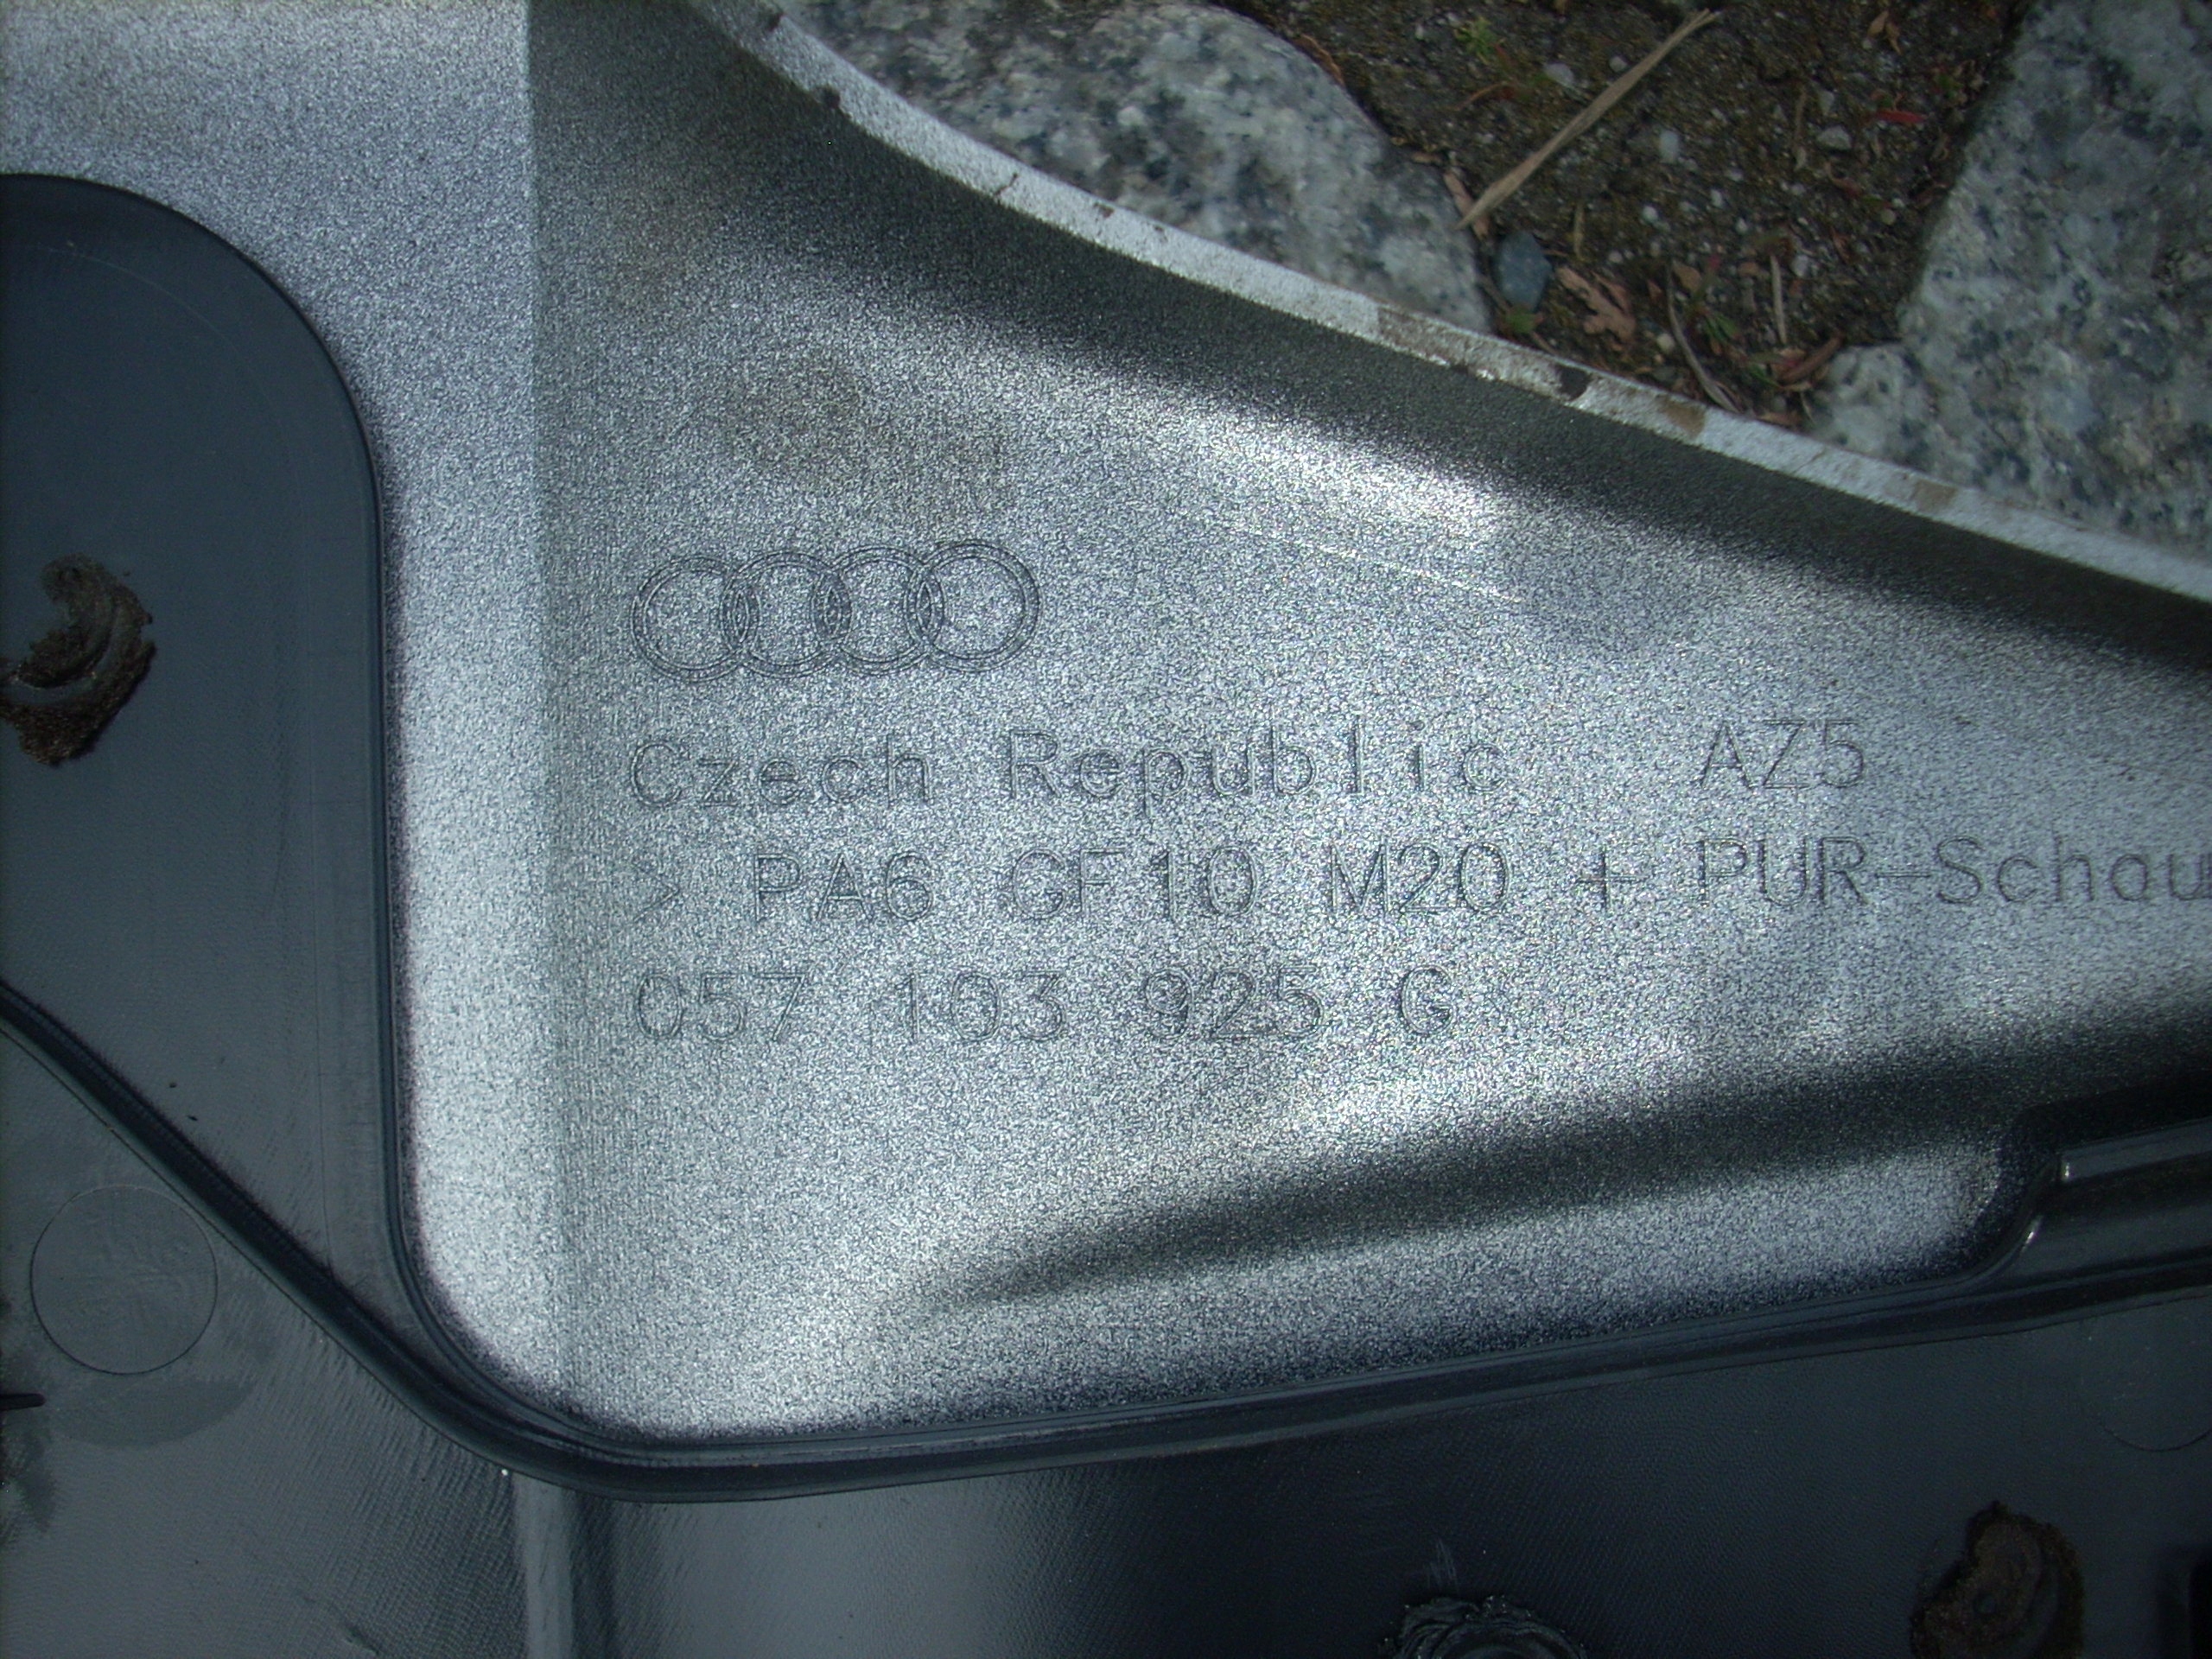 Czech Republic AZ5
> PA6 GF10 M20 + PUR-Schau
057 103 925 G